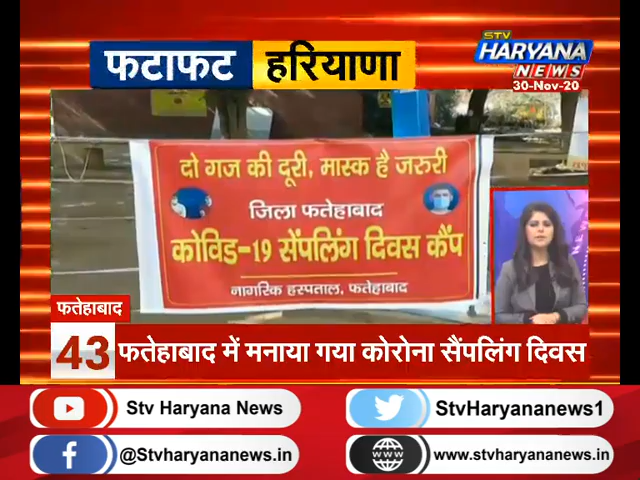 फटाफट हरियाणा
STV
HARYANA
NEWS
30-Nov-20
दो गज की दूरी, मास्क है जरुरी
जिला फतेहाबाद
कोविड-19 सेंपलिंग दिवस कैंप
नागरिक हस्पताल, फतेहाबाद
फतेहाबाद
43 फतेहाबाद में मनाया गया कोरोना सैंपलिंग दिवस
Stv Haryana News
StvHaryananews1
@Stvharyananews.in
www.stvharyananews.in